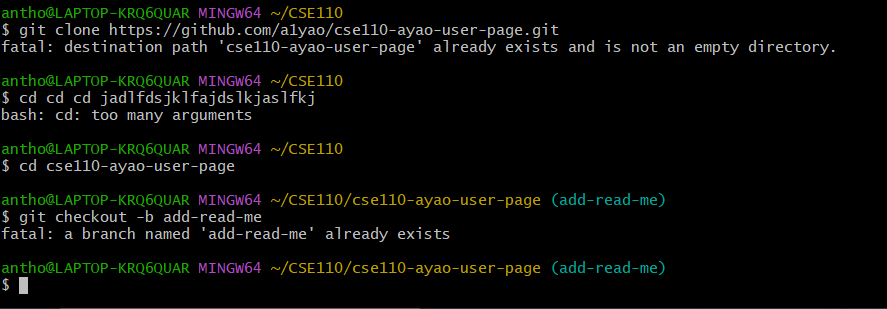 antho@LAPTOP-KRQ6QUAR MINGW64 ~/CSE110
$ git clone https://github.com/a1yao/cse110-ayao-user-page.git
fatal: destination path 'cse110-ayao-user-page' already exists and is not an empty directory.
antho@LAPTOP-KRQ6QUAR MINGW64 ~/CSE110
$ cd cd cd jadlfdsjklfajdslkjaslfkj
bash: cd: too many arguments
antho@LAPTOP-KRQ6QUAR MINGW64 ~/CSE110
$ cd cse110-ayao-user-page
antho@LAPTOP-KRQ6QUAR MINGW64 ~/CSE110/cse110-ayao-user-page (add-read-me)
$ git checkout -b add-read-me
fatal: a branch named 'add-read-me' already exists
antho@LAPTOP-KRQ6QUAR MINGW64 ~/CSE110/cse110-ayao-user-page (add-read-me)
$